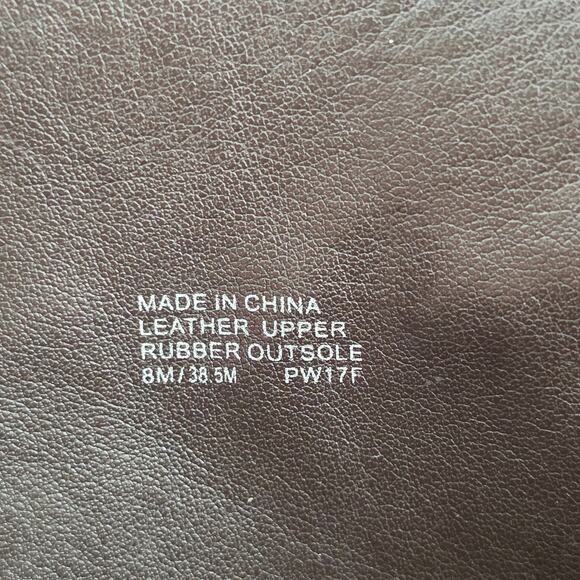 MADE IN CHINA
LEATHER UPPER
RUBBER OUTSOLE
8M/38.5M PW17F